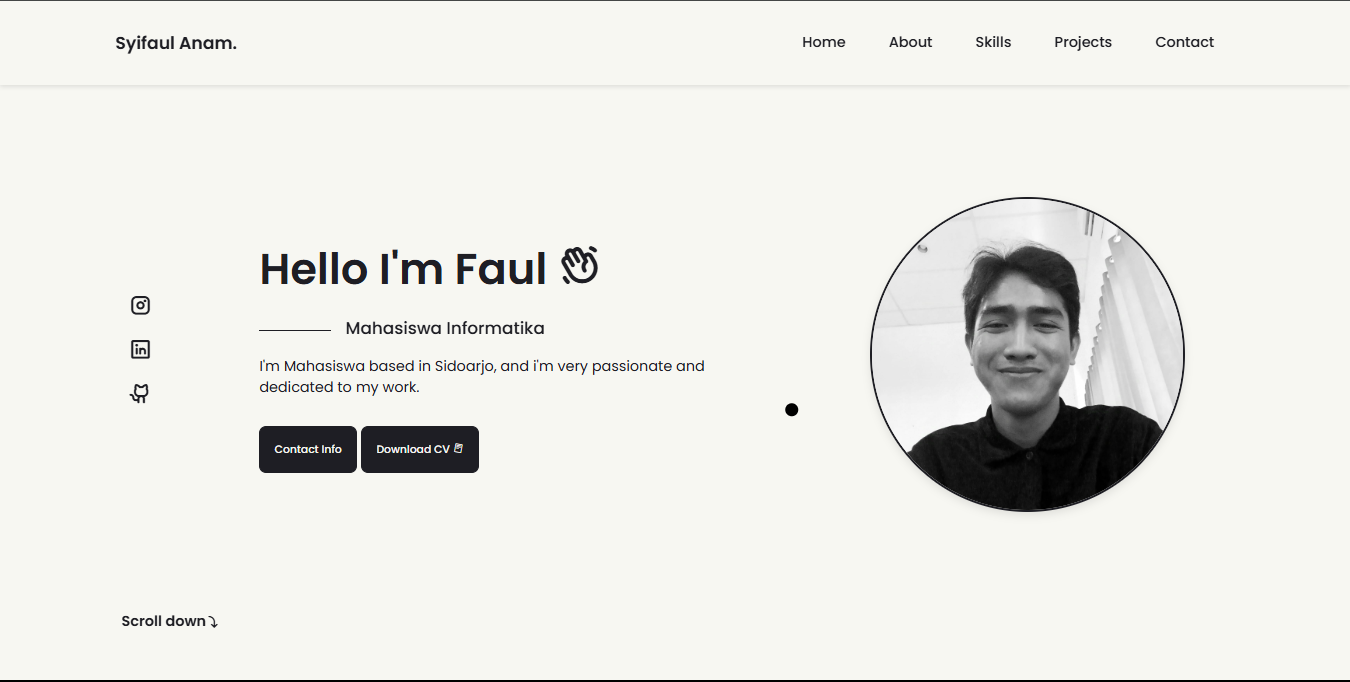 Syifaul Anam.
Home About Skills Projects Contact
Hello I'm Faul
Mahasiswa Informatika
I'm Mahasiswa based in Sidoarjo, and i'm very passionate and
dedicated to my work.
Contact Info
Download CV
Scroll down